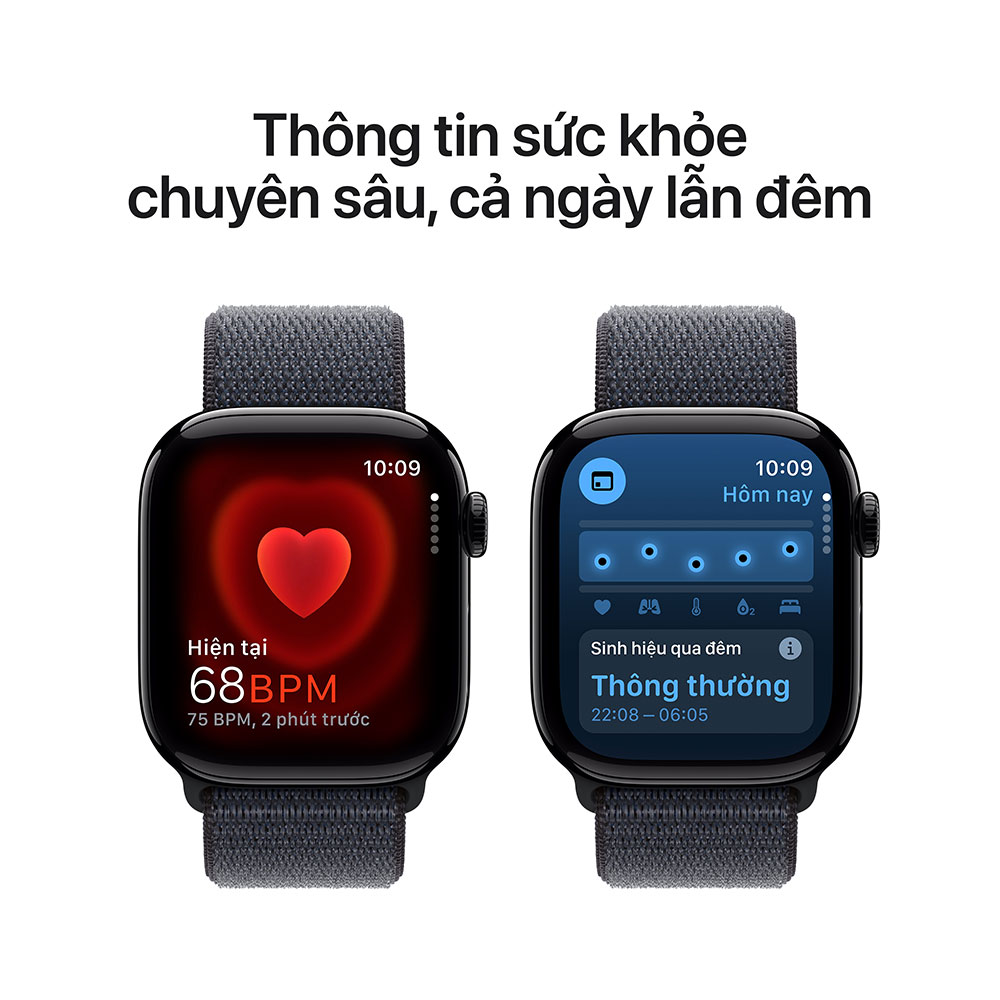 Thông tin sức khỏe
chuyên sâu, cả ngày lẫn đêm
10:09
Hiện tại
68BPM
75 BPM, 2 phút trước
10:09
Hôm nay
O₂
Sinh hiệu qua đêm
i
Thông thường
22:08 – 06:05